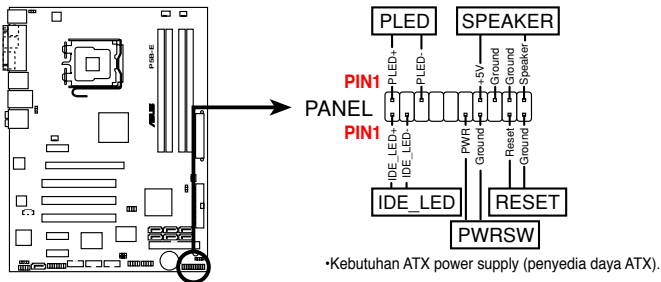 PLED SPEAKER
PLED+
PLED-
+5V
Ground
Ground
Speaker
PIN1
PANEL
PIN1
IDE_LED+
IDE_LED-
PWR
Ground
Reset
Ground
IDE_LED RESET
PWRSW
P5B-E
ASUS
•Kebutuhan ATX power supply (penyedia daya ATX).